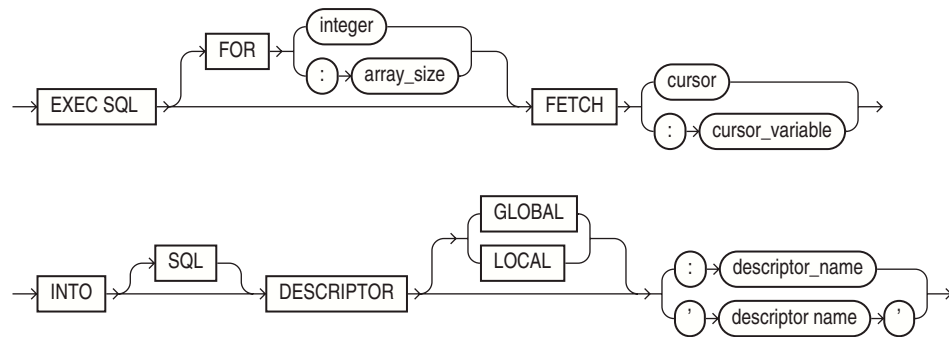 integer
FOR
: array_size
cursor
EXEC SQL FETCH
: cursor_variable
GLOBAL
SQL LOCAL
: descriptor_name
INTO DESCRIPTOR
' descriptor name '